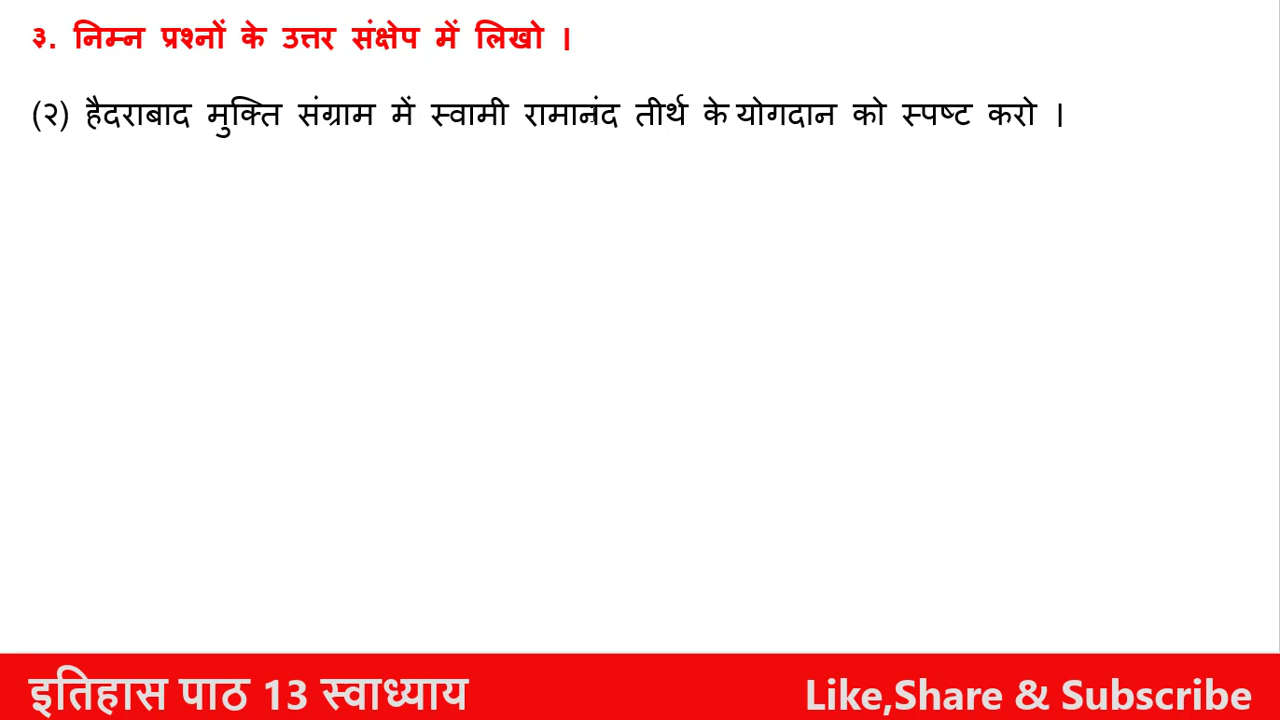 ३. निम्न प्रश्नों के उत्तर संक्षेप में लिखो ।
(२) हैदराबाद मुक्ति संग्राम में स्वामी रामानंद तीर्थ के योगदान को स्पष्ट करो ।
इतिहास पाठ 13 स्वाध्याय
Like,Share & Subscribe